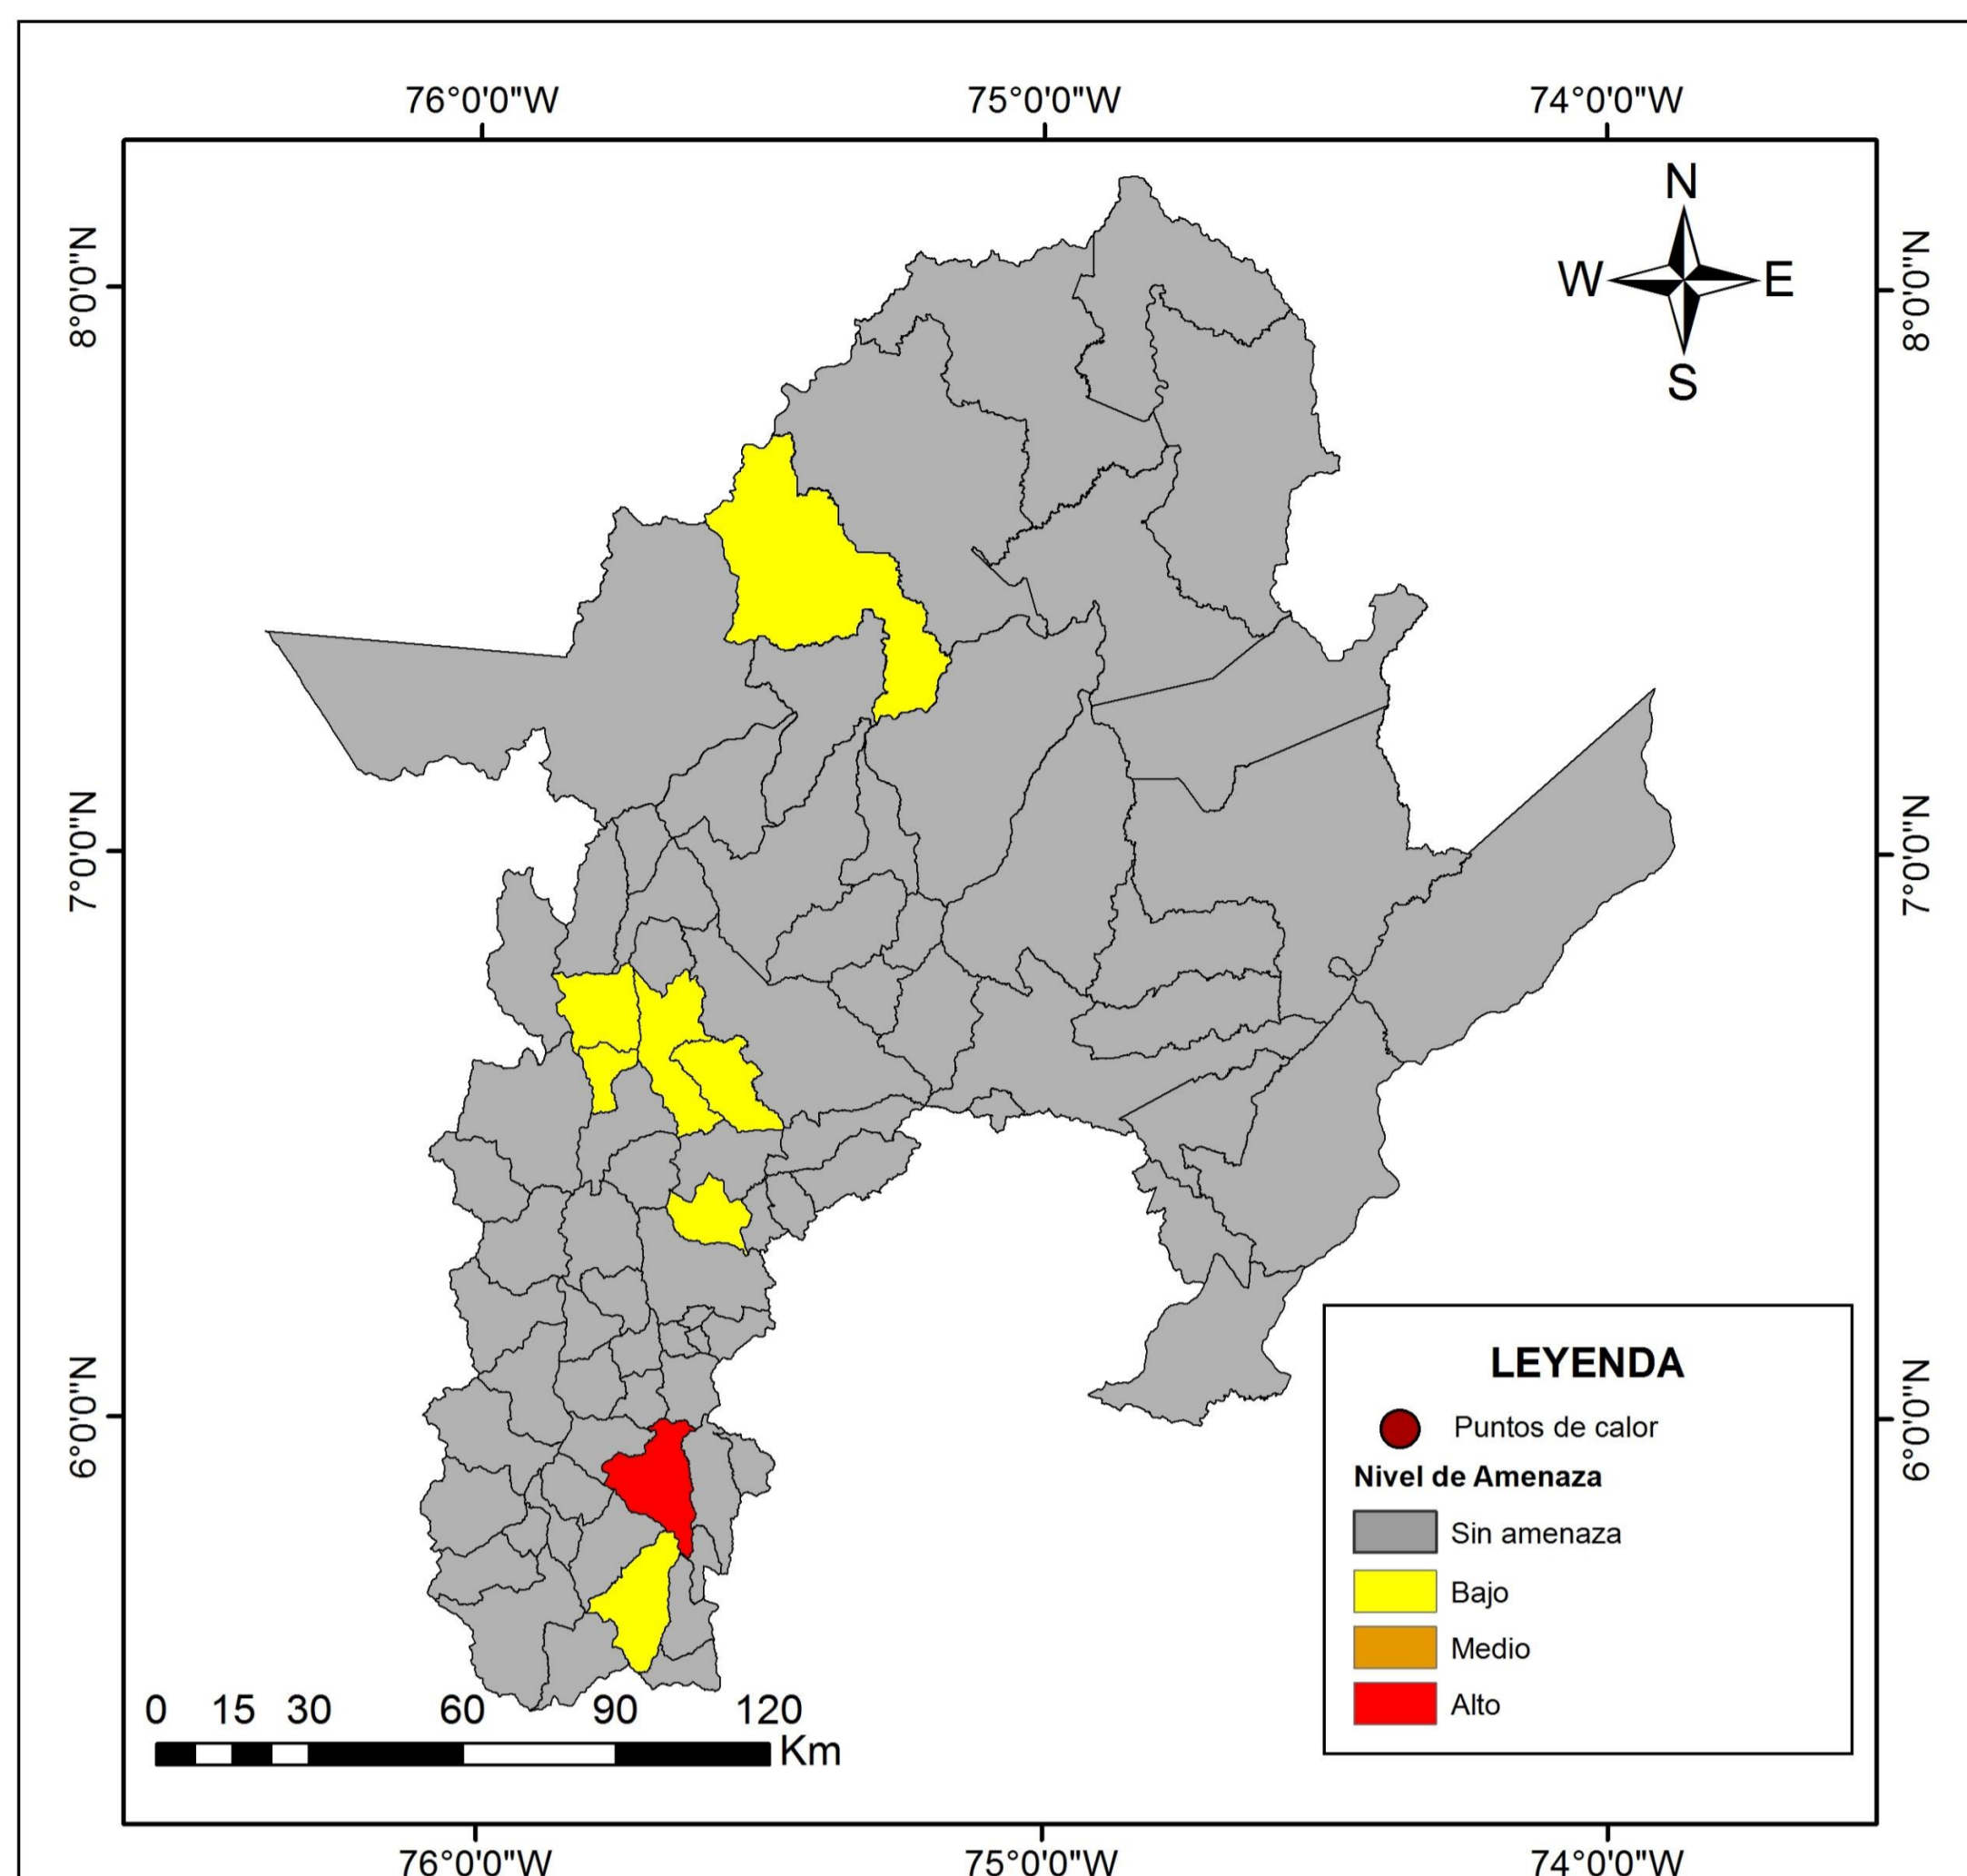 76°0'0"W 75°0'0"W 74°0'0"W
N
W E
S
8°0'0"N 8°0'0"N
7°0'0"N 7°0'0"N
6°0'0"N 6°0'0"N
LEYENDA
Puntos de calor
Nivel de Amenaza
Sin amenaza
Bajo
Medio
Alto
0 15 30 60 90 120
Km
76°0'0"W 75°0'0"W 74°0'0"W